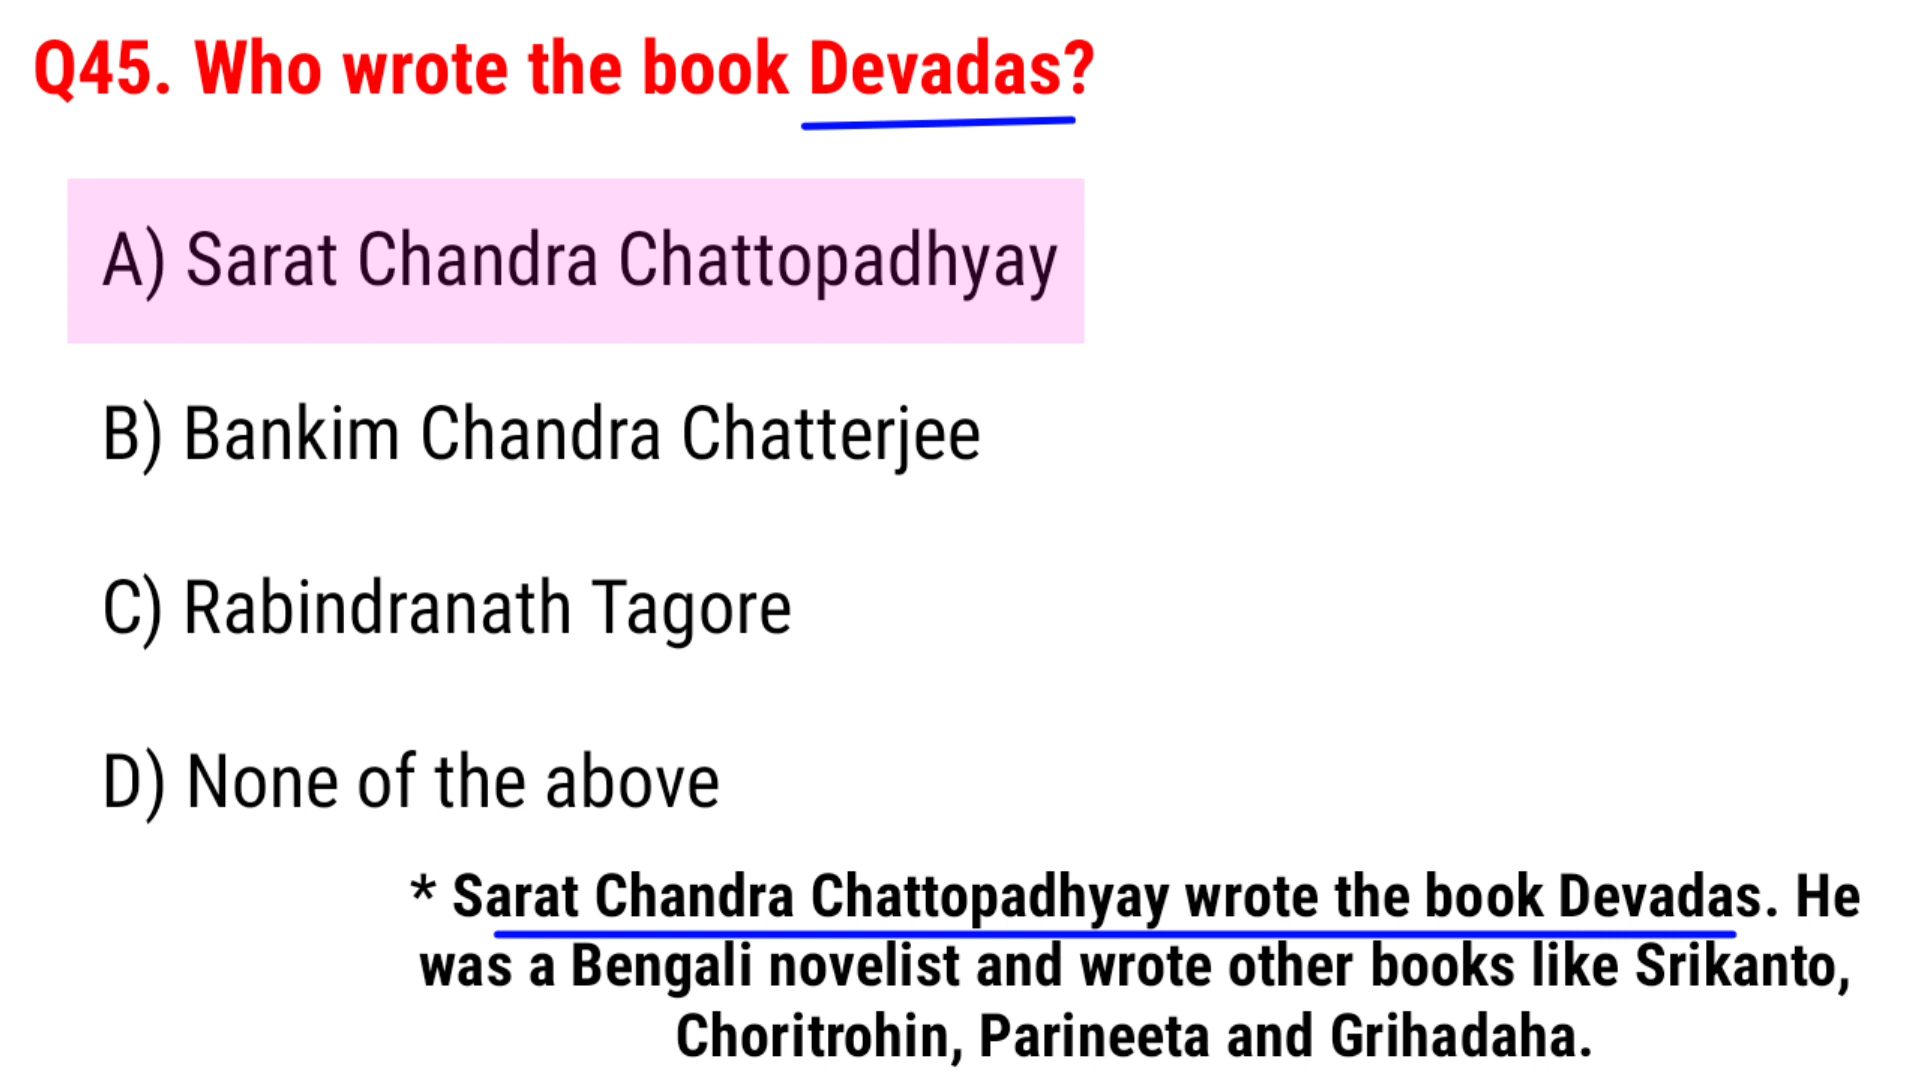 Q45. Who wrote the book Devadas?
A) Sarat Chandra Chattopadhyay
B) Bankim Chandra Chatterjee
C) Rabindranath Tagore
D) None of the above
* Sarat Chandra Chattopadhyay wrote the book Devadas. He
was a Bengali novelist and wrote other books like Srikanto,
Choritrohin, Parineeta and Grihadaha.